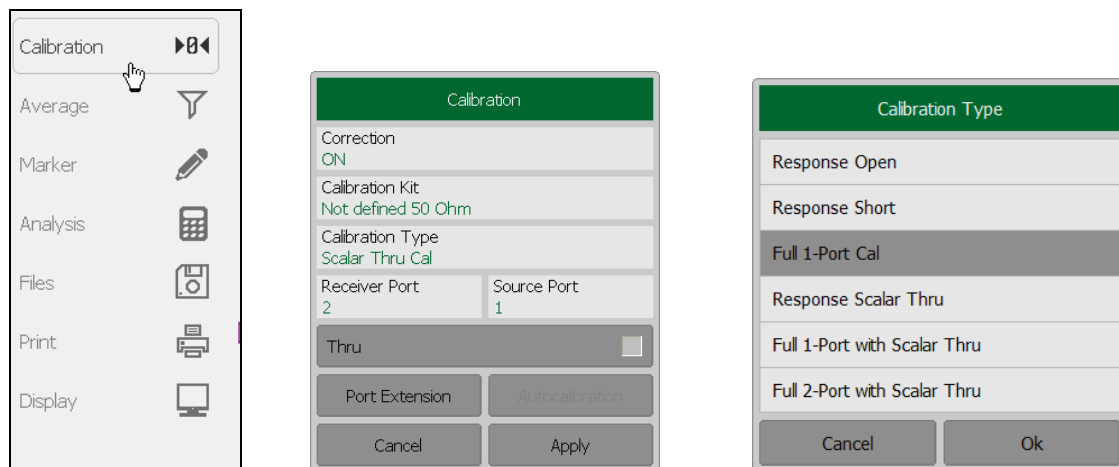 Calibration
Average
Marker
Analysis
Files
Print
Display
Calibration
Correction
ON
Calibration Kit
Not defined 50 Ohm
Calibration Type
Scalar Thru Cal
Receiver Port
2
Source Port
1
Thru
Port Extension
Autocalibration
Cancel
Apply
Calibration Type
Response Open
Response Short
Full 1-Port Cal
Response Scalar Thru
Full 1-Port with Scalar Thru
Full 2-Port with Scalar Thru
Cancel
Ok